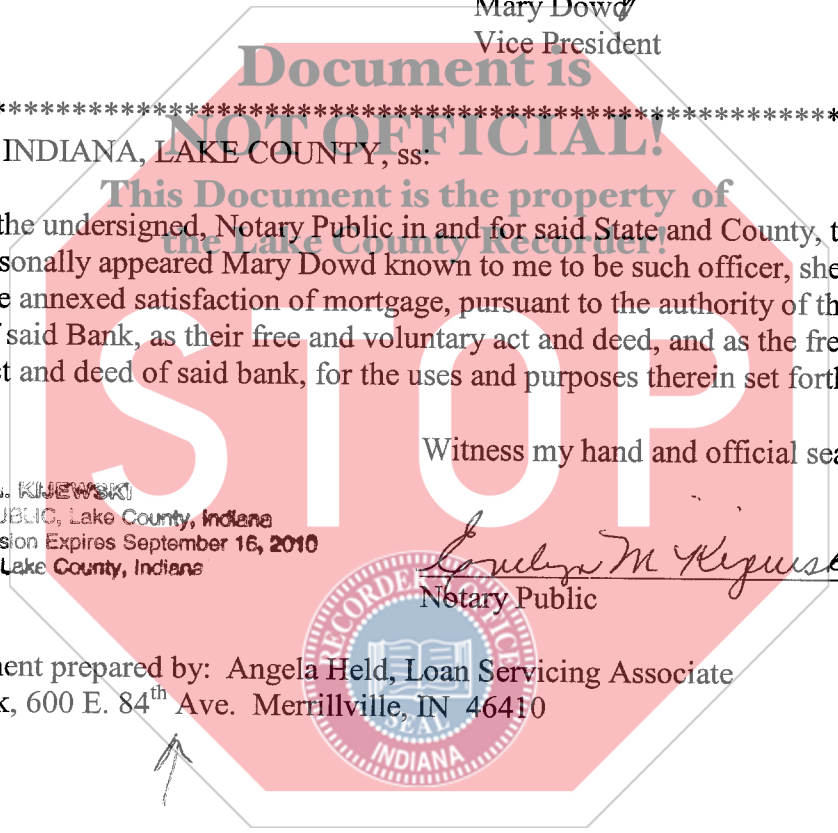 Mary Dowd
Vice President
Document is
********************************************************************
NOT OFFICIAL!
INDIANA, LAKE COUNTY, ss:
This Document is the property of
the Lake County Recorder!
the undersigned, Notary Public in and for said State and County, t
sonally appeared Mary Dowd known to me to be such officer, she
e annexed satisfaction of mortgage, pursuant to the authority of th
f said Bank, as their free and voluntary act and deed, and as the fre
ct and deed of said bank, for the uses and purposes therein set forth
STOP
Witness my hand and official sea
. KIJEWSKI
UBLIC, Lake County, Indiana
sion Expires September 16, 2010
Lake County, Indiana
Notary Public
RECORDER'S OFFICE
SEAL
INDIANA
ment prepared by: Angela Held, Loan Servicing Associate
k, 600 E. 84th Ave. Merrillville, IN 46410